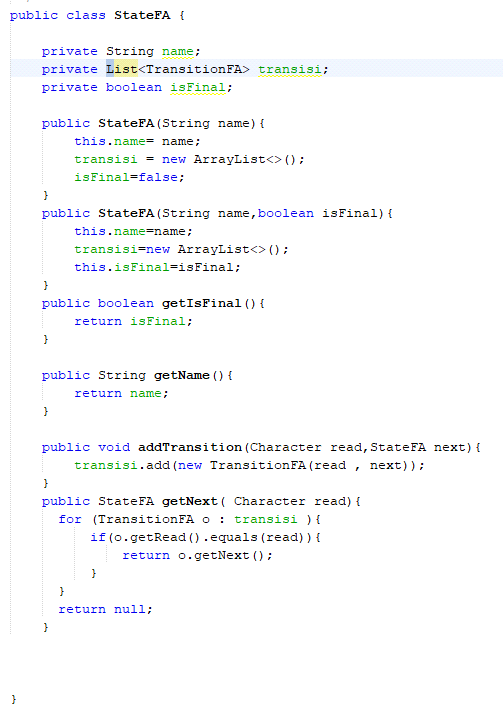 public class StateFA {
private String name;
private List<TransitionFA> transisi;
private boolean isFinal;
public StateFA(String name){
this.name= name;
transisi = new ArrayList<>();
isFinal=false;
}
public StateFA(String name,boolean isFinal){
this.name=name;
transisi=new ArrayList<>();
this.isFinal=isFinal;
}
public boolean getIsFinal(){
return isFinal;
}
public String getName(){
return name;
}
public void addTransition(Character read,StateFA next){
transisi.add(new TransitionFA(read , next));
}
public StateFA getNext( Character read){
for (TransitionFA o : transisi ){
if(o.getRead().equals(read)){
return o.getNext();
}
}
return null;
}
}